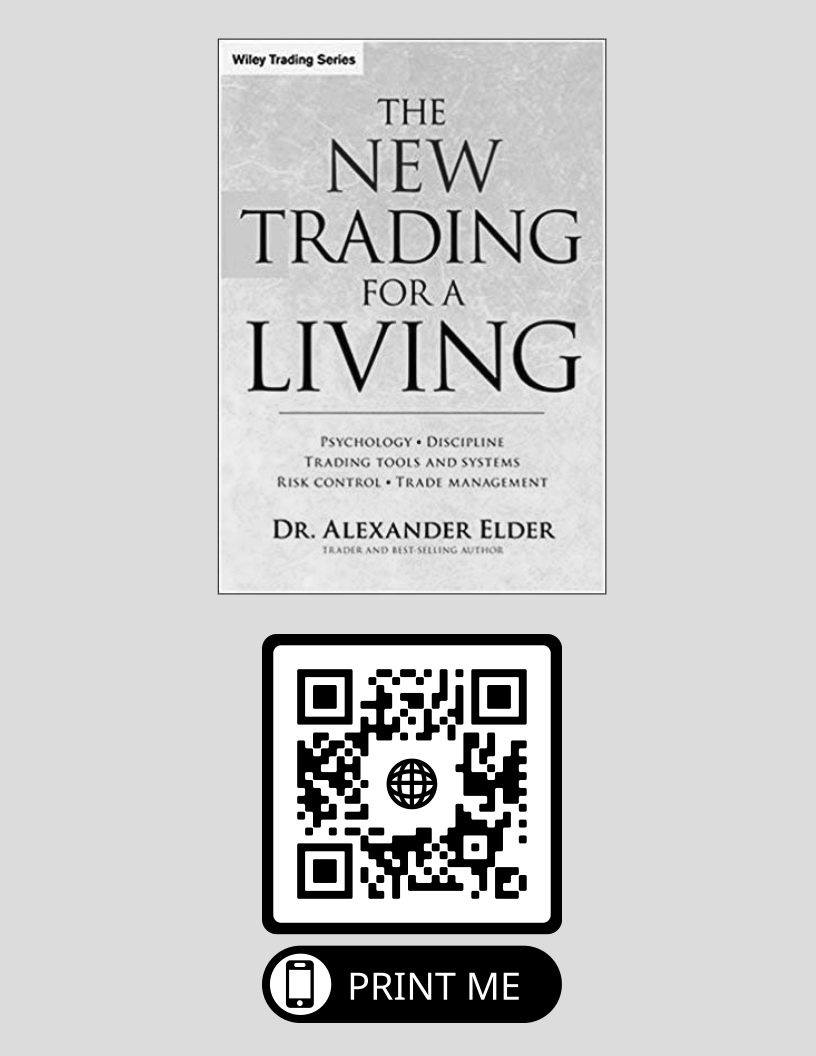 Wiley Trading Series
THE
NEW
TRADING
FOR A
LIVING
PSYCHOLOGY • DISCIPLINE
TRADING TOOLS AND SYSTEMS
RISK CONTROL • TRADE MANAGEMENT
DR. ALEXANDER ELDER
TRADER AND BEST-SELLING AUTHOR
PRINT ME